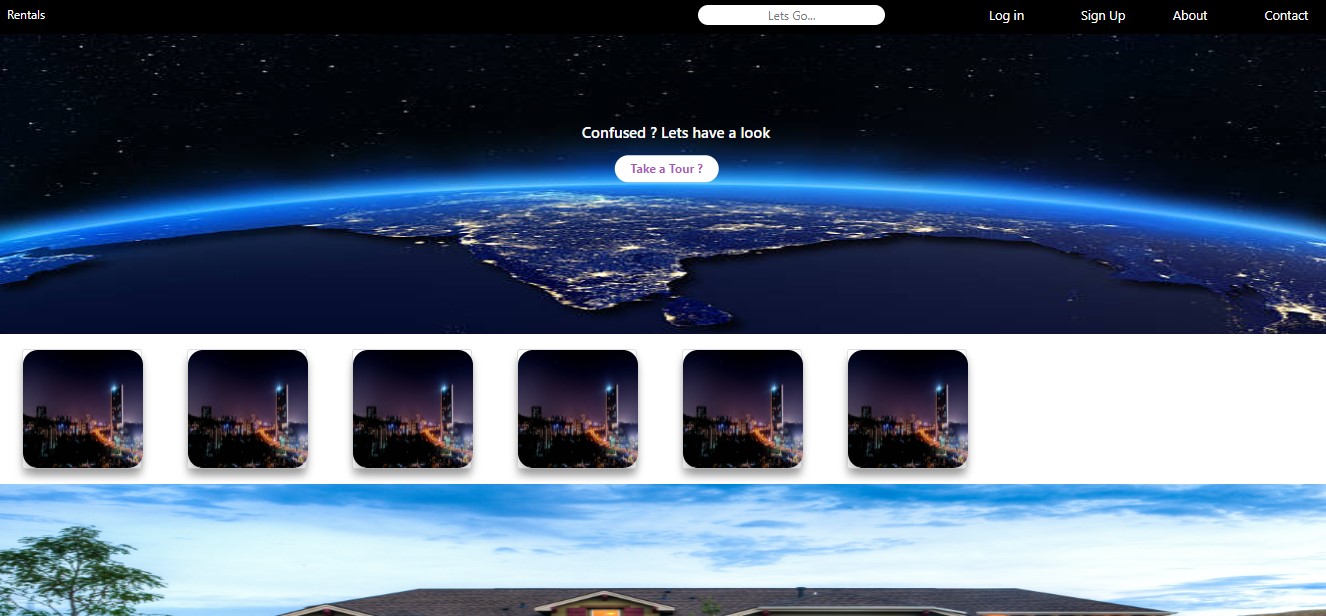 Rentals
Lets Go...
Log in
Sign Up
About
Contact
Confused ? Lets have a look
Take a Tour ?